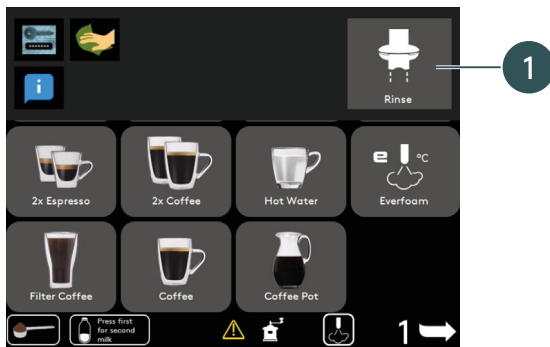 i
Rinse
1
e °C
2x Espresso
2x Coffee
Hot Water
Everfoam
Filter Coffee
Coffee
Coffee Pot
Press first
for second
milk
1